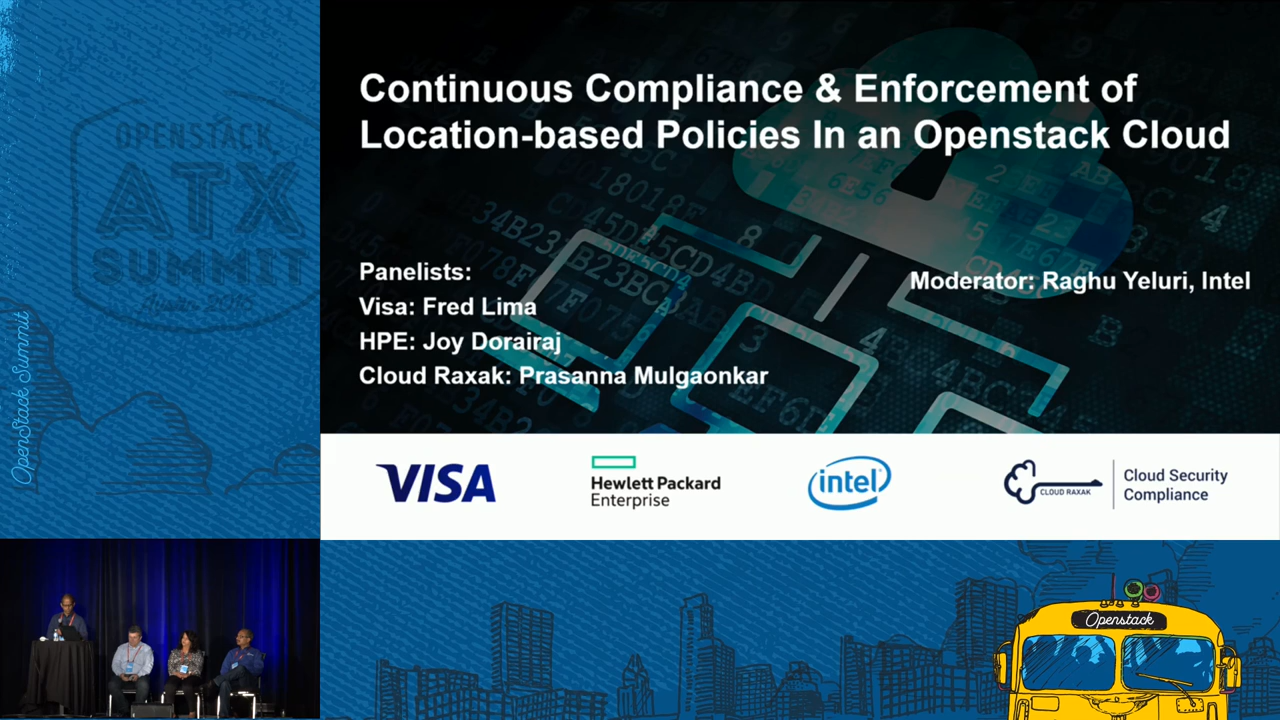 Continuous Compliance & Enforcement of
Location-based Policies In an Openstack Cloud
Panelists:
Visa: Fred Lima
HPE: Joy Dorairaj
Cloud Raxak: Prasanna Mulgaonkar
Moderator: Raghu Yeluri, Intel
VISA
Hewlett Packard
Enterprise
intel
CLOUD RAXAK
Cloud Security
Compliance
OPENSTACK
ATX
SUMMIT
OpenStack Summit
Openstack